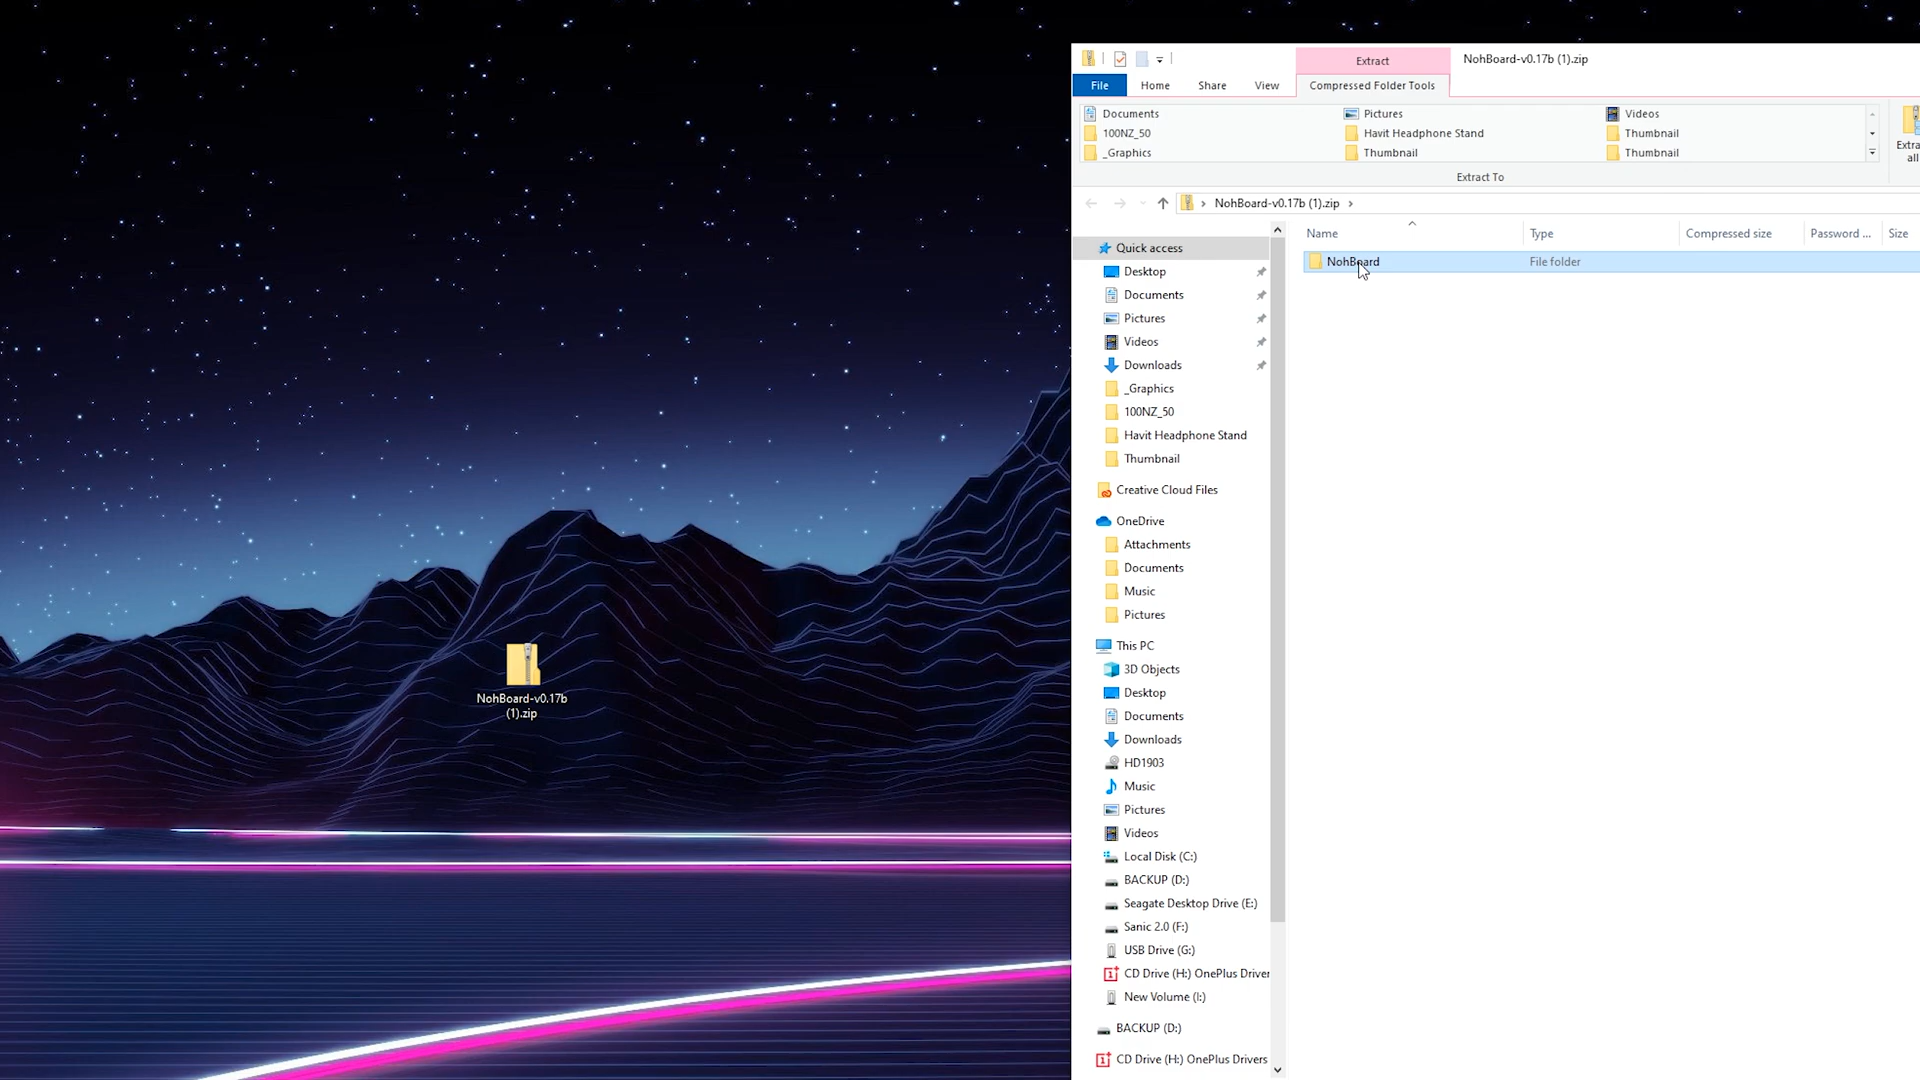 Extract
NohBoard-v0.17b (1).zip
File
Home
Share
View
Compressed Folder Tools
Documents
Pictures
Videos
100NZ_50
Havit Headphone Stand
Thumbnail
_Graphics
Thumbnail
Thumbnail
Extra
all
Extract To
NohBoard-v0.17b (1).zip
Name
Type
Compressed size
Password ...
Size
NohBoard
File folder
Quick access
Desktop
Documents
Pictures
Videos
Downloads
_Graphics
100NZ_50
Havit Headphone Stand
Thumbnail
Creative Cloud Files
OneDrive
Attachments
Documents
Music
Pictures
This PC
3D Objects
Desktop
Documents
Downloads
HD1903
Music
Pictures
Videos
Local Disk (C:)
BACKUP (D:)
Seagate Desktop Drive (E:)
Sanic 2.0 (F:)
USB Drive (G:)
CD Drive (H:) OnePlus Driver
New Volume (I:)
BACKUP (D:)
CD Drive (H:) OnePlus Drivers
NohBoard-v0.17b
(1).zip